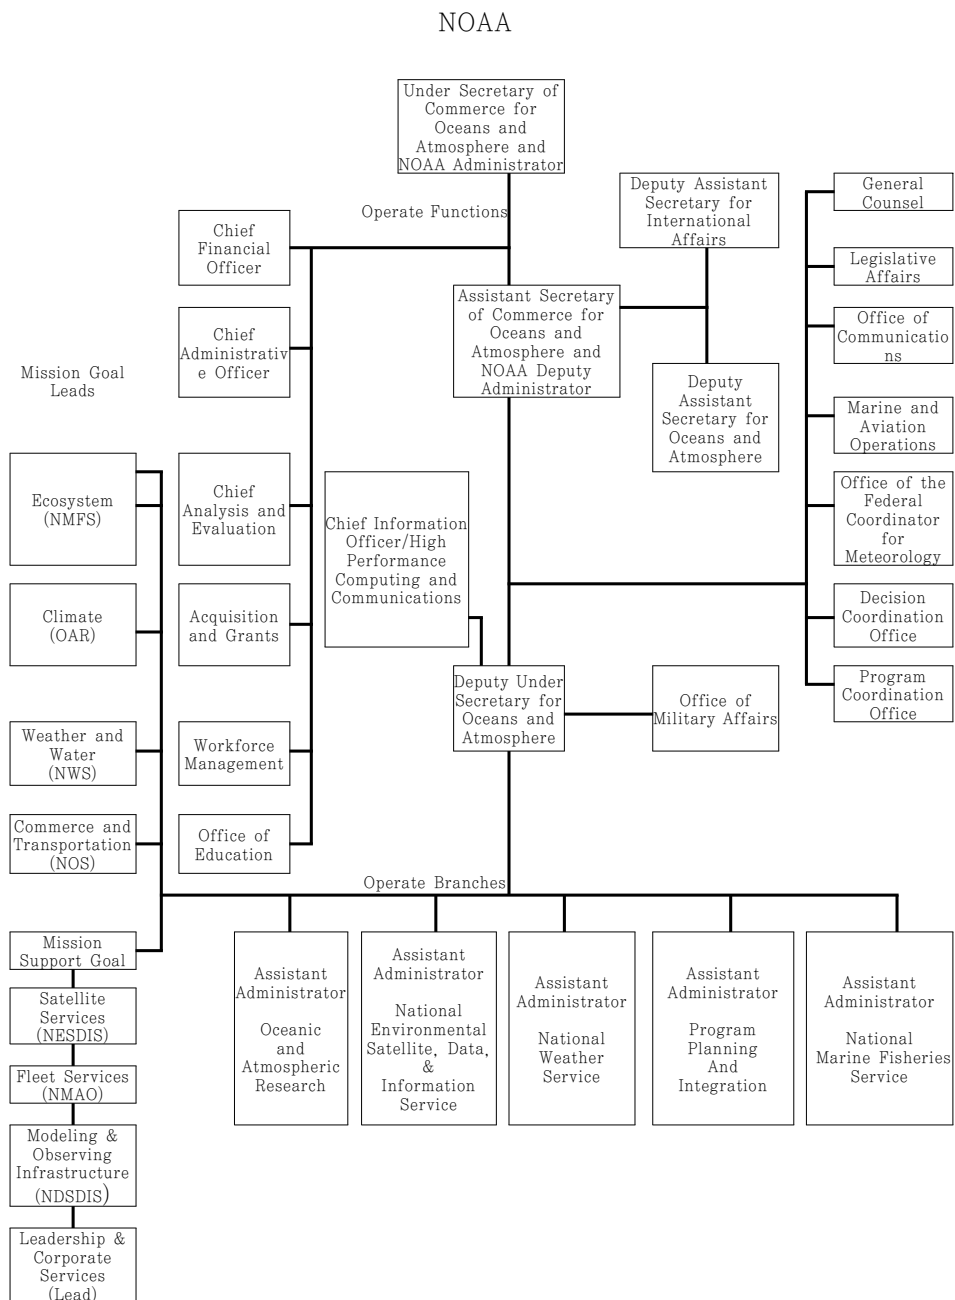 NOAA
Under Secretary of
Commerce for
Oceans and
Atmosphere and
NOAA Administrator
Operate Functions
Deputy Assistant
Secretary for
International
Affairs
General
Counsel
Chief
Financial
Officer
Legislative
Affairs
Assistant Secretary
of Commerce for
Oceans and
Atmosphere and
NOAA Deputy
Administrator
Office of
Communicatio
ns
Chief
Administrativ
e Officer
Mission Goal
Leads
Deputy
Assistant
Secretary for
Oceans and
Atmosphere
Marine and
Aviation
Operations
Ecosystem
(NMFS)
Chief
Analysis and
Evaluation
Chief Information
Officer/High
Performance
Computing and
Communications
Office of the
Federal
Coordinator
for
Meteorology
Climate
(OAR)
Acquisition
and Grants
Decision
Coordination
Office
Deputy Under
Secretary for
Oceans and
Atmosphere
Office of
Military Affairs
Program
Coordination
Office
Weather and
Water
(NWS)
Workforce
Management
Commerce and
Transportation
(NOS)
Office of
Education
Operate Branches
Mission
Support Goal
Satellite
Services
(NESDIS)
Fleet Services
(NMAO)
Modeling &
Observing
Infrastructure
(NDSDIS)
Leadership &
Corporate
Services
(Lead)
Assistant
Administrator
Oceanic
and
Atmospheric
Research
Assistant
Administrator
National
Environmental
Satellite, Data,
&
Information
Service
Assistant
Administrator
National
Weather
Service
Assistant
Administrator
Program
Planning
And
Integration
Assistant
Administrator
National
Marine Fisheries
Service